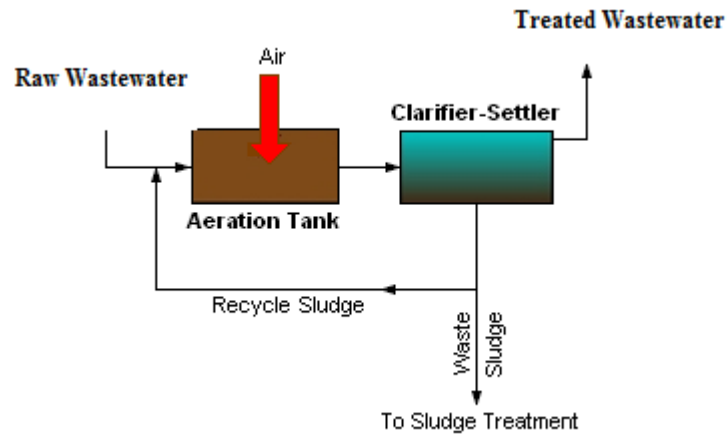 Treated Wastewater
Air
Raw Wastewater
Clarifier-Settler
Aeration Tank
Recycle Sludge
Waste
Sludge
To Sludge Treatment